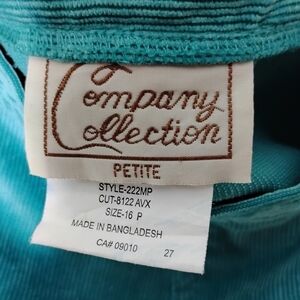 Company
Collection
PETITE
STYLE-222MP
CUT-8122 AVX
SIZE-16 P
MADE IN BANGLADESH
CA# 09010 27